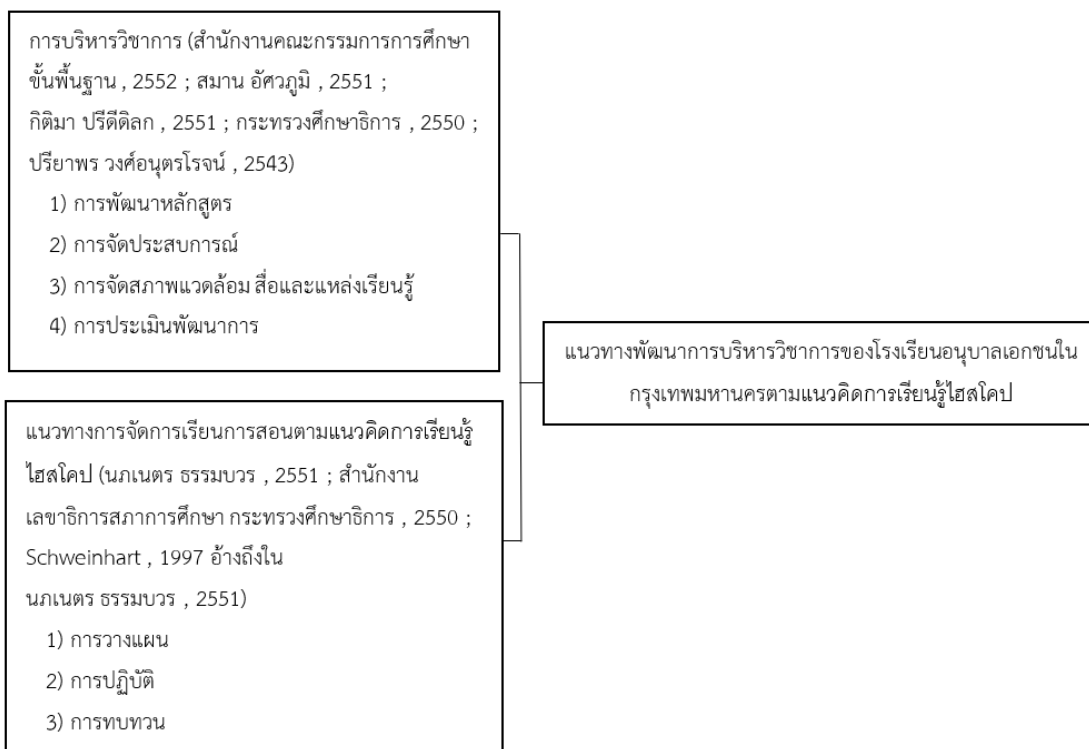 การบริหารวิชาการ (สำนักงานคณะกรรมการการศึกษา
ขั้นพื้นฐาน , 2552 ; สมาน อัศวภูมิ , 2551 ;
กิติมา ปรีดีดิลก , 2551 ; กระทรวงศึกษาธิการ , 2550 ;
ปรียาพร วงศ์อนุตรโรจน์ , 2543)
1) การพัฒนาหลักสูตร
2) การจัดประสบการณ์
3) การจัดสภาพแวดล้อม สื่อและแหล่งเรียนรู้
4) การประเมินพัฒนาการ
แนวทางการจัดการเรียนการสอนตามแนวคิดการเรียนรู้
ไฮสโคป (นภเนตร ธรรมบวร , 2551 ; สำนักงาน
เลขาธิการสภาการศึกษา กระทรวงศึกษาธิการ , 2550 ;
Schweinhart , 1997 อ้างถึงใน
นภเนตร ธรรมบวร , 2551)
1) การวางแผน
2) การปฏิบัติ
3) การทบทวน
แนวทางพัฒนาการบริหารวิชาการของโรงเรียนอนุบาลเอกชนใน
กรุงเทพมหานครตามแนวคิดการเรียนรู้ไฮสโคป